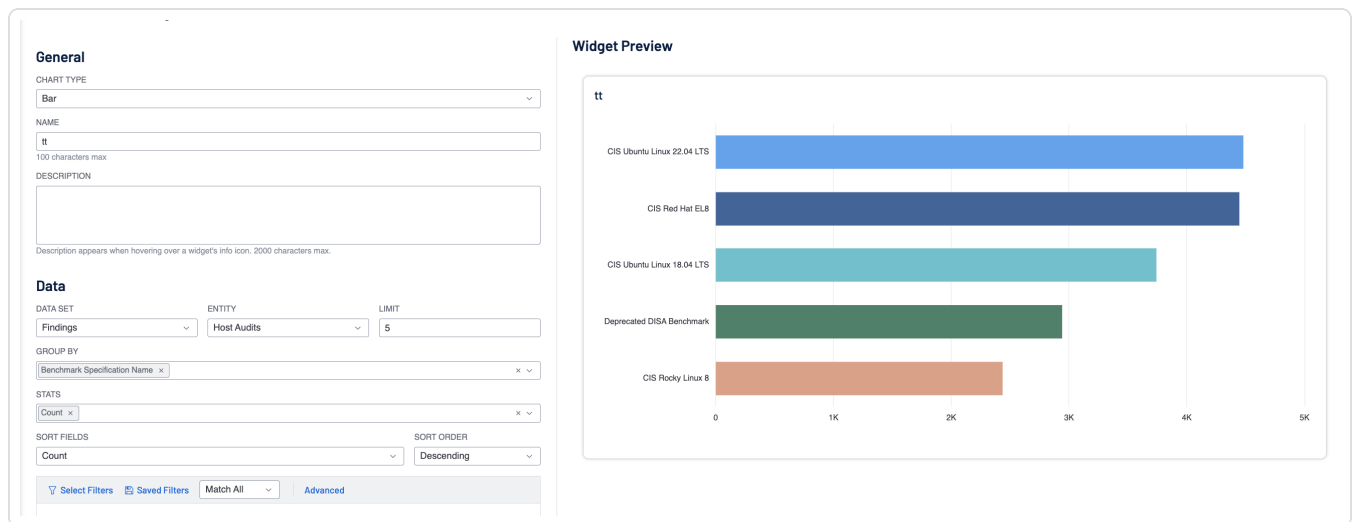 General
CHART TYPE
Bar
NAME
tt
100 characters max
DESCRIPTION
Description appears when hovering over a widget's info icon. 2000 characters max.
Data
DATA SET ENTITY LIMIT
Findings Host Audits 5
GROUP BY
Benchmark Specification Name ×
STATS
Count ×
SORT FIELDS SORT ORDER
Count Descending
Select Filters Saved Filters Match All Advanced
Widget Preview
tt
CIS Ubuntu Linux 22.04 LTS
CIS Red Hat EL8
CIS Ubuntu Linux 18.04 LTS
Deprecated DISA Benchmark
CIS Rocky Linux 8
0 1K 2K 3K 4K 5K